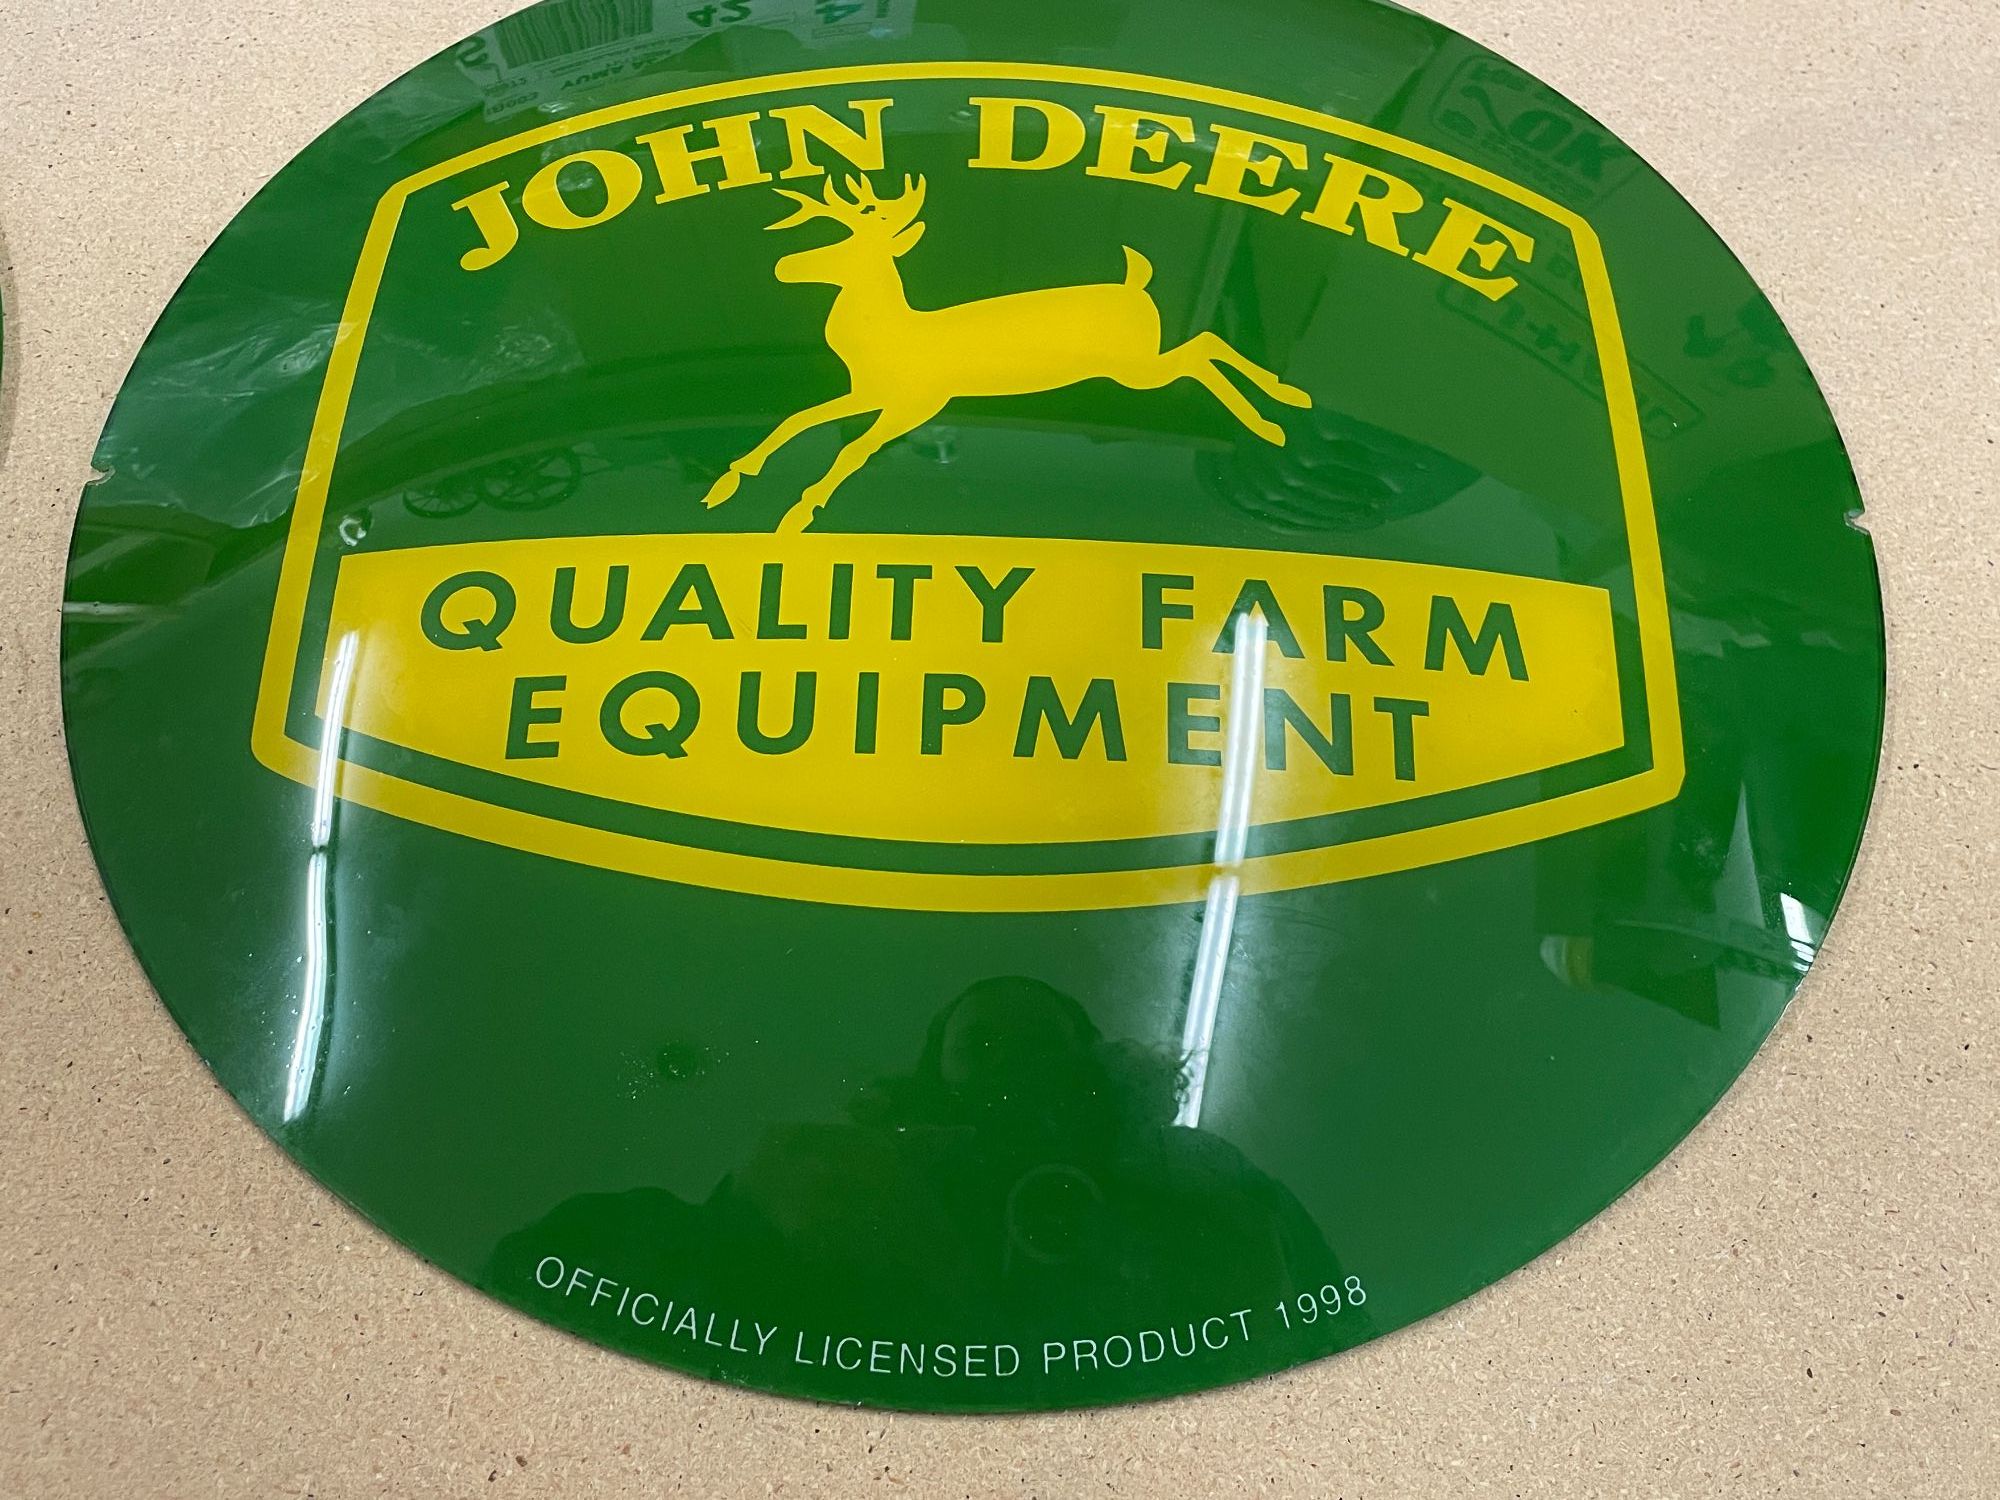 JOHN DEERE
QUALITY FARM
EQUIPMENT
OFFICIALLY LICENSED PRODUCT 1998